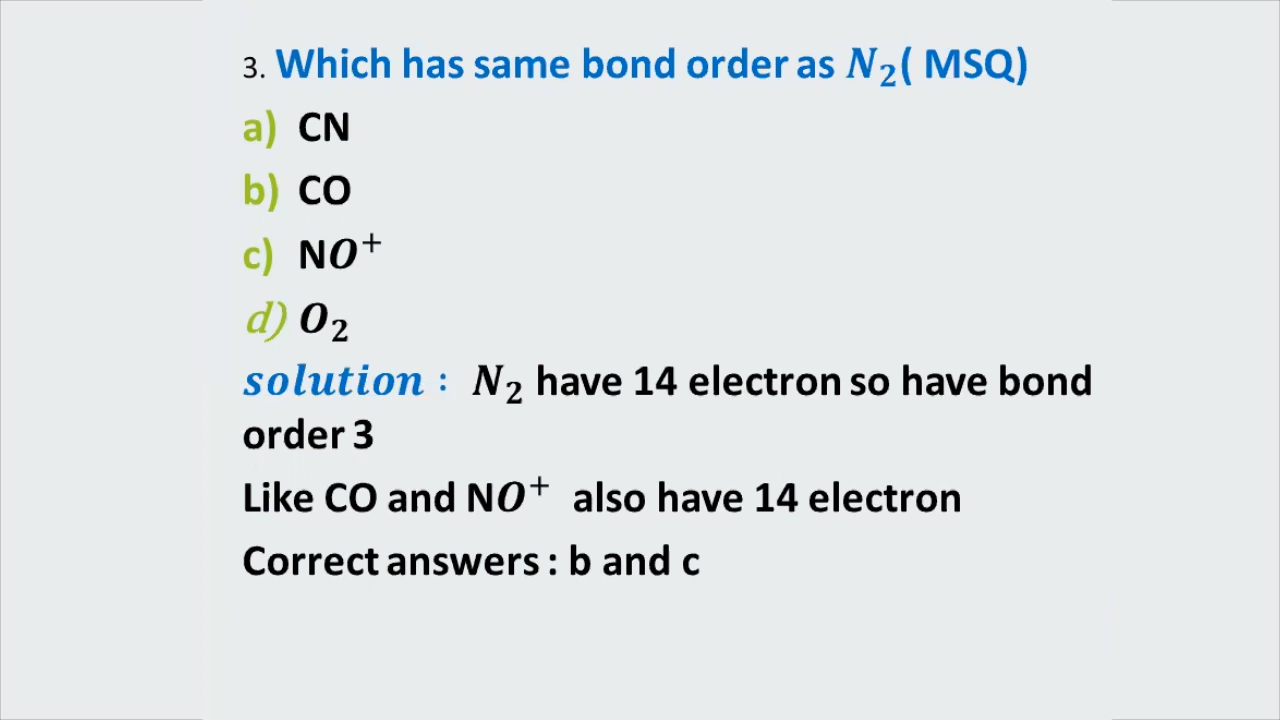 3. Which has same bond order as N₂( MSQ)
a) CN
b) CO
c) NO⁺
d) O₂
solution : N₂ have 14 electron so have bond
order 3
Like CO and NO⁺ also have 14 electron
Correct answers : b and c